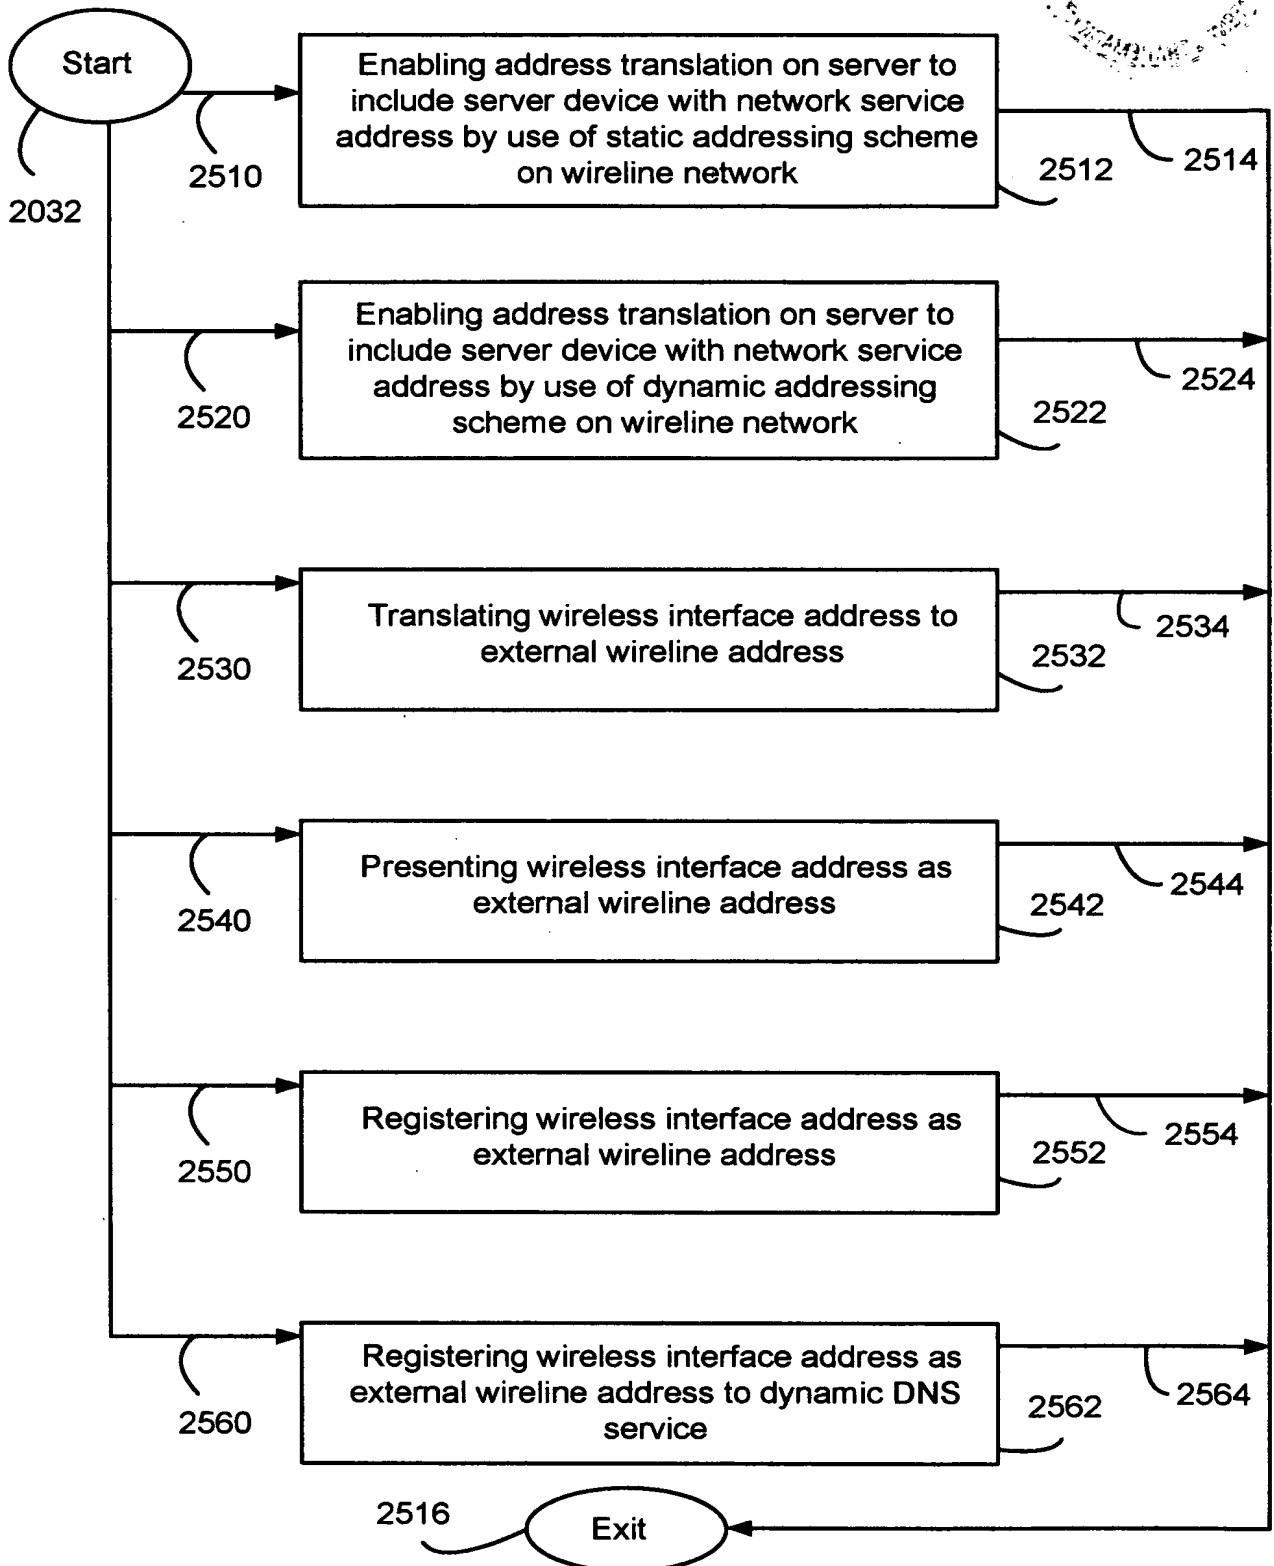 Start
Enabling address translation on server to
include server device with network service
address by use of static addressing scheme
on wireline network
2510
2512
2514
2032
Enabling address translation on server to
include server device with network service
address by use of dynamic addressing
scheme on wireline network
2520
2522
2524
Translating wireless interface address to
external wireline address
2530
2532
2534
Presenting wireless interface address as
external wireline address
2540
2542
2544
Registering wireless interface address as
external wireline address
2550
2552
2554
Registering wireless interface address as
external wireline address to dynamic DNS
service
2560
2562
2564
2516
Exit